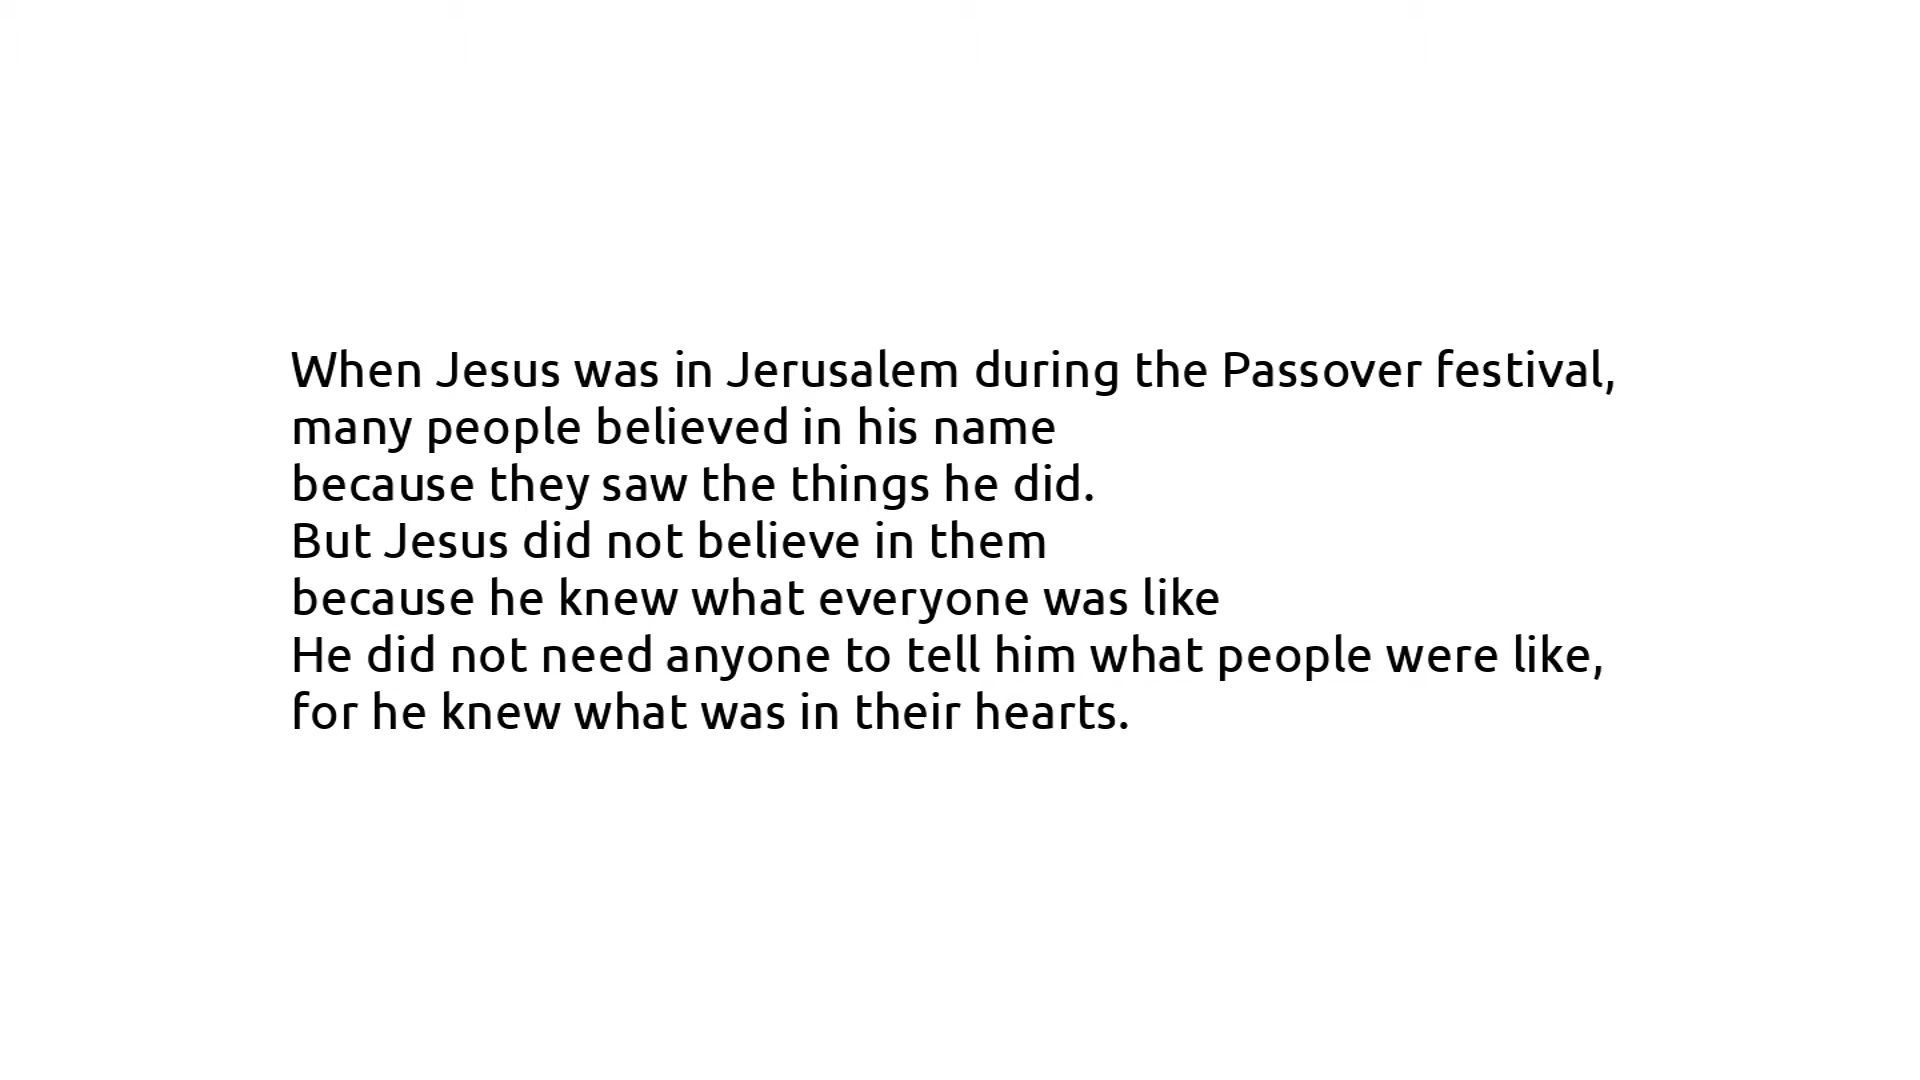 When Jesus was in Jerusalem during the Passover festival,
many people believed in his name
because they saw the things he did.
But Jesus did not believe in them
because he knew what everyone was like
He did not need anyone to tell him what people were like,
for he knew what was in their hearts.